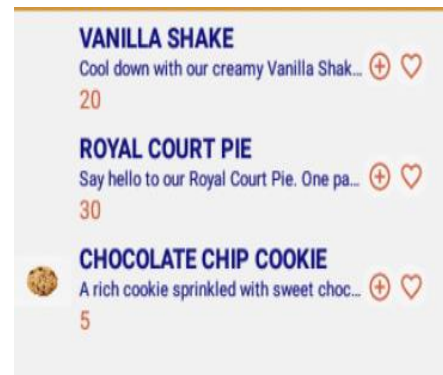 VANILLA SHAKE
Cool down with our creamy Vanilla Shak...
20
ROYAL COURT PIE
Say hello to our Royal Court Pie. One pa...
30
CHOCOLATE CHIP COOKIE
A rich cookie sprinkled with sweet choc...
5